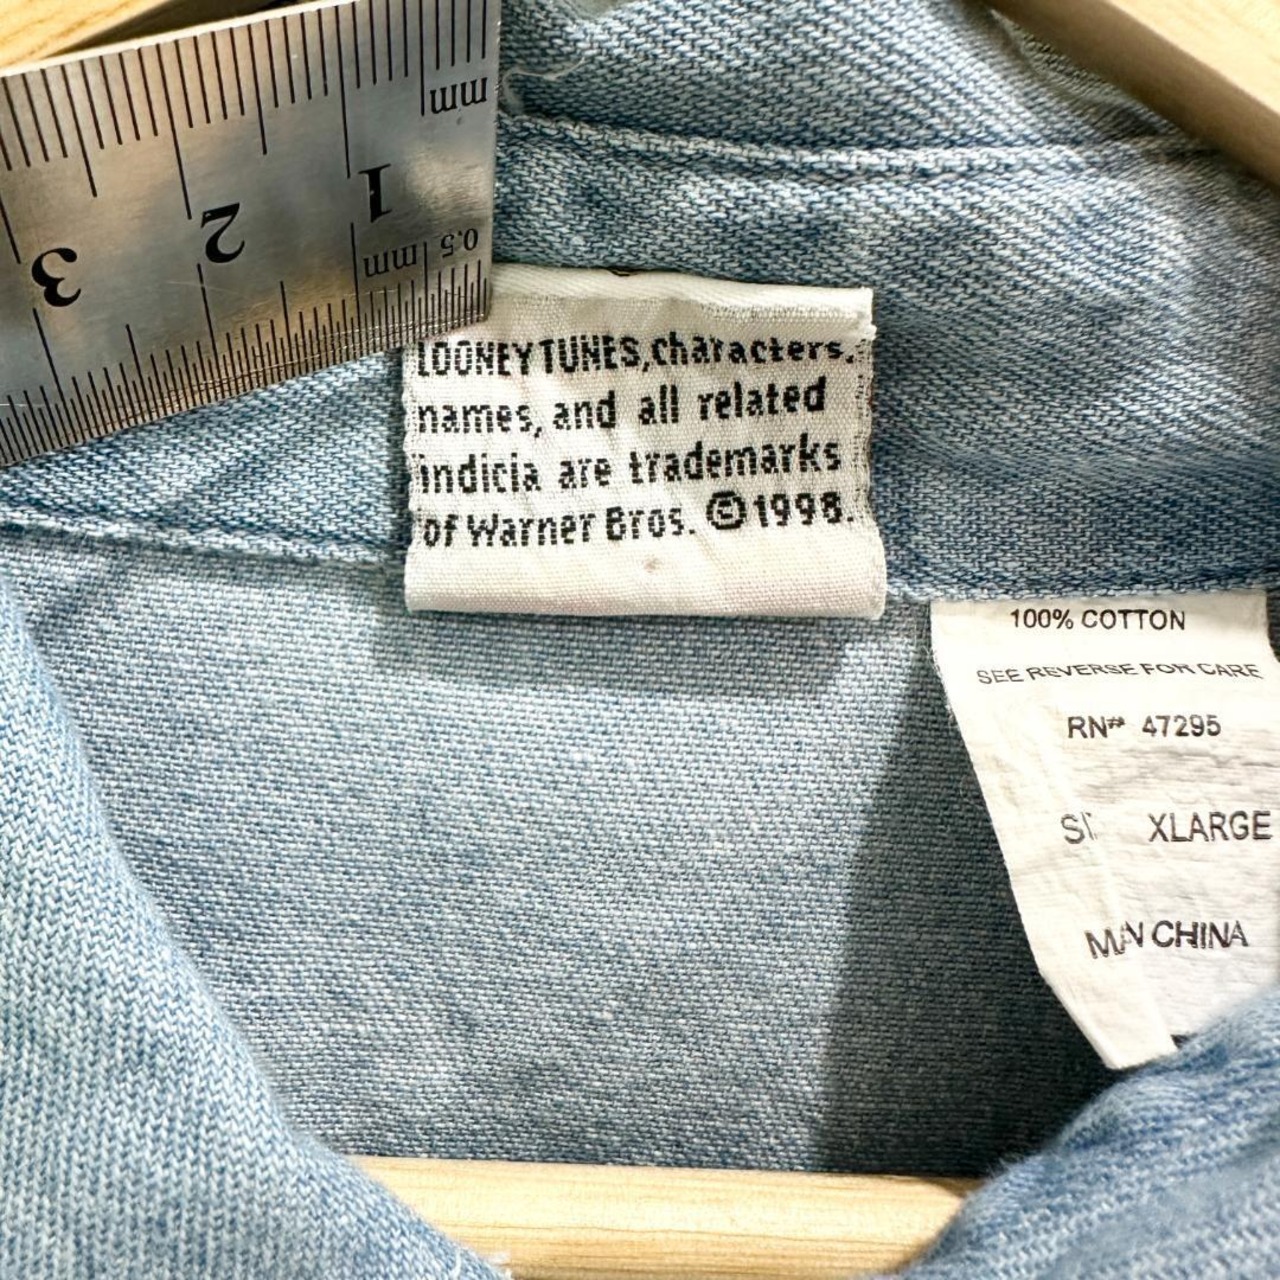 mm
1
2
3
0.5 mm
LOONEY TUNES, characters,
names, and all related
indicia are trademarks
of Warner Bros. ©1998.
100% COTTON
SEE REVERSE FOR CARE
RN# 47295
XLARGE
CHINA